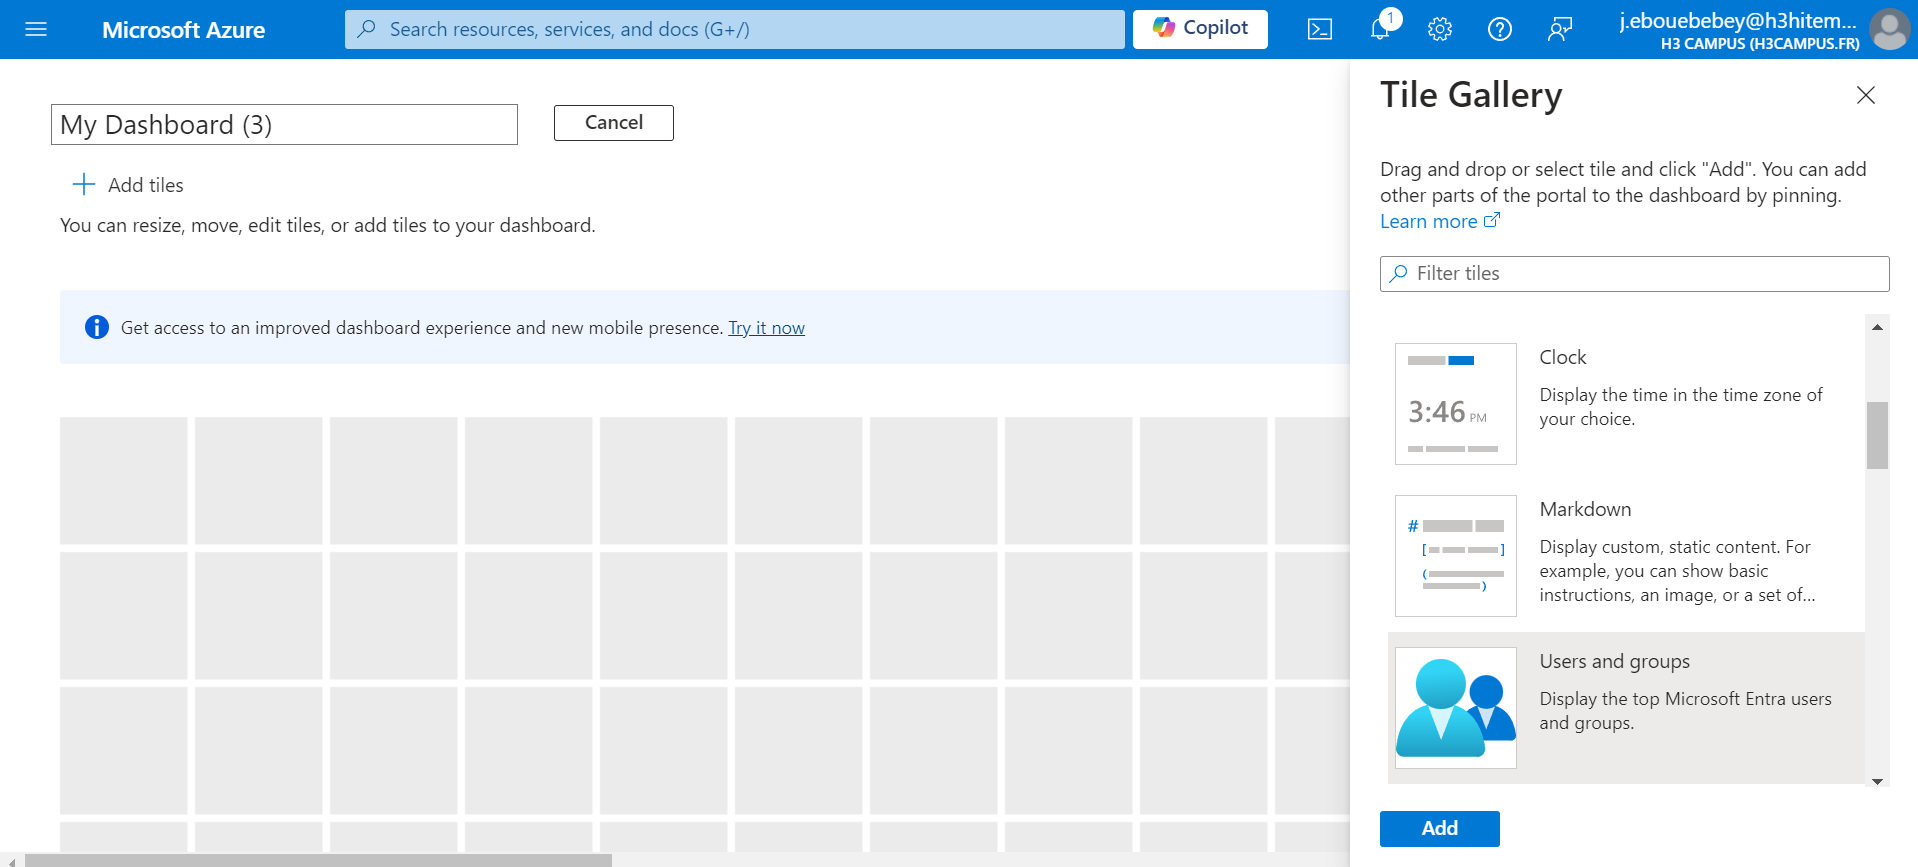 Microsoft Azure
Search resources, services, and docs (G+/)
Copilot
1
j.ebouebebey@h3hitem...
H3 CAMPUS (H3CAMPUS.FR)
My Dashboard (3)
Cancel
Add tiles
You can resize, move, edit tiles, or add tiles to your dashboard.
Get access to an improved dashboard experience and new mobile presence. Try it now
Tile Gallery
Drag and drop or select tile and click "Add". You can add
other parts of the portal to the dashboard by pinning.
Learn more
Filter tiles
3:46 PM
Clock
Display the time in the time zone of
your choice.
Markdown
Display custom, static content. For
example, you can show basic
instructions, an image, or a set of...
Users and groups
Display the top Microsoft Entra users
and groups.
Add